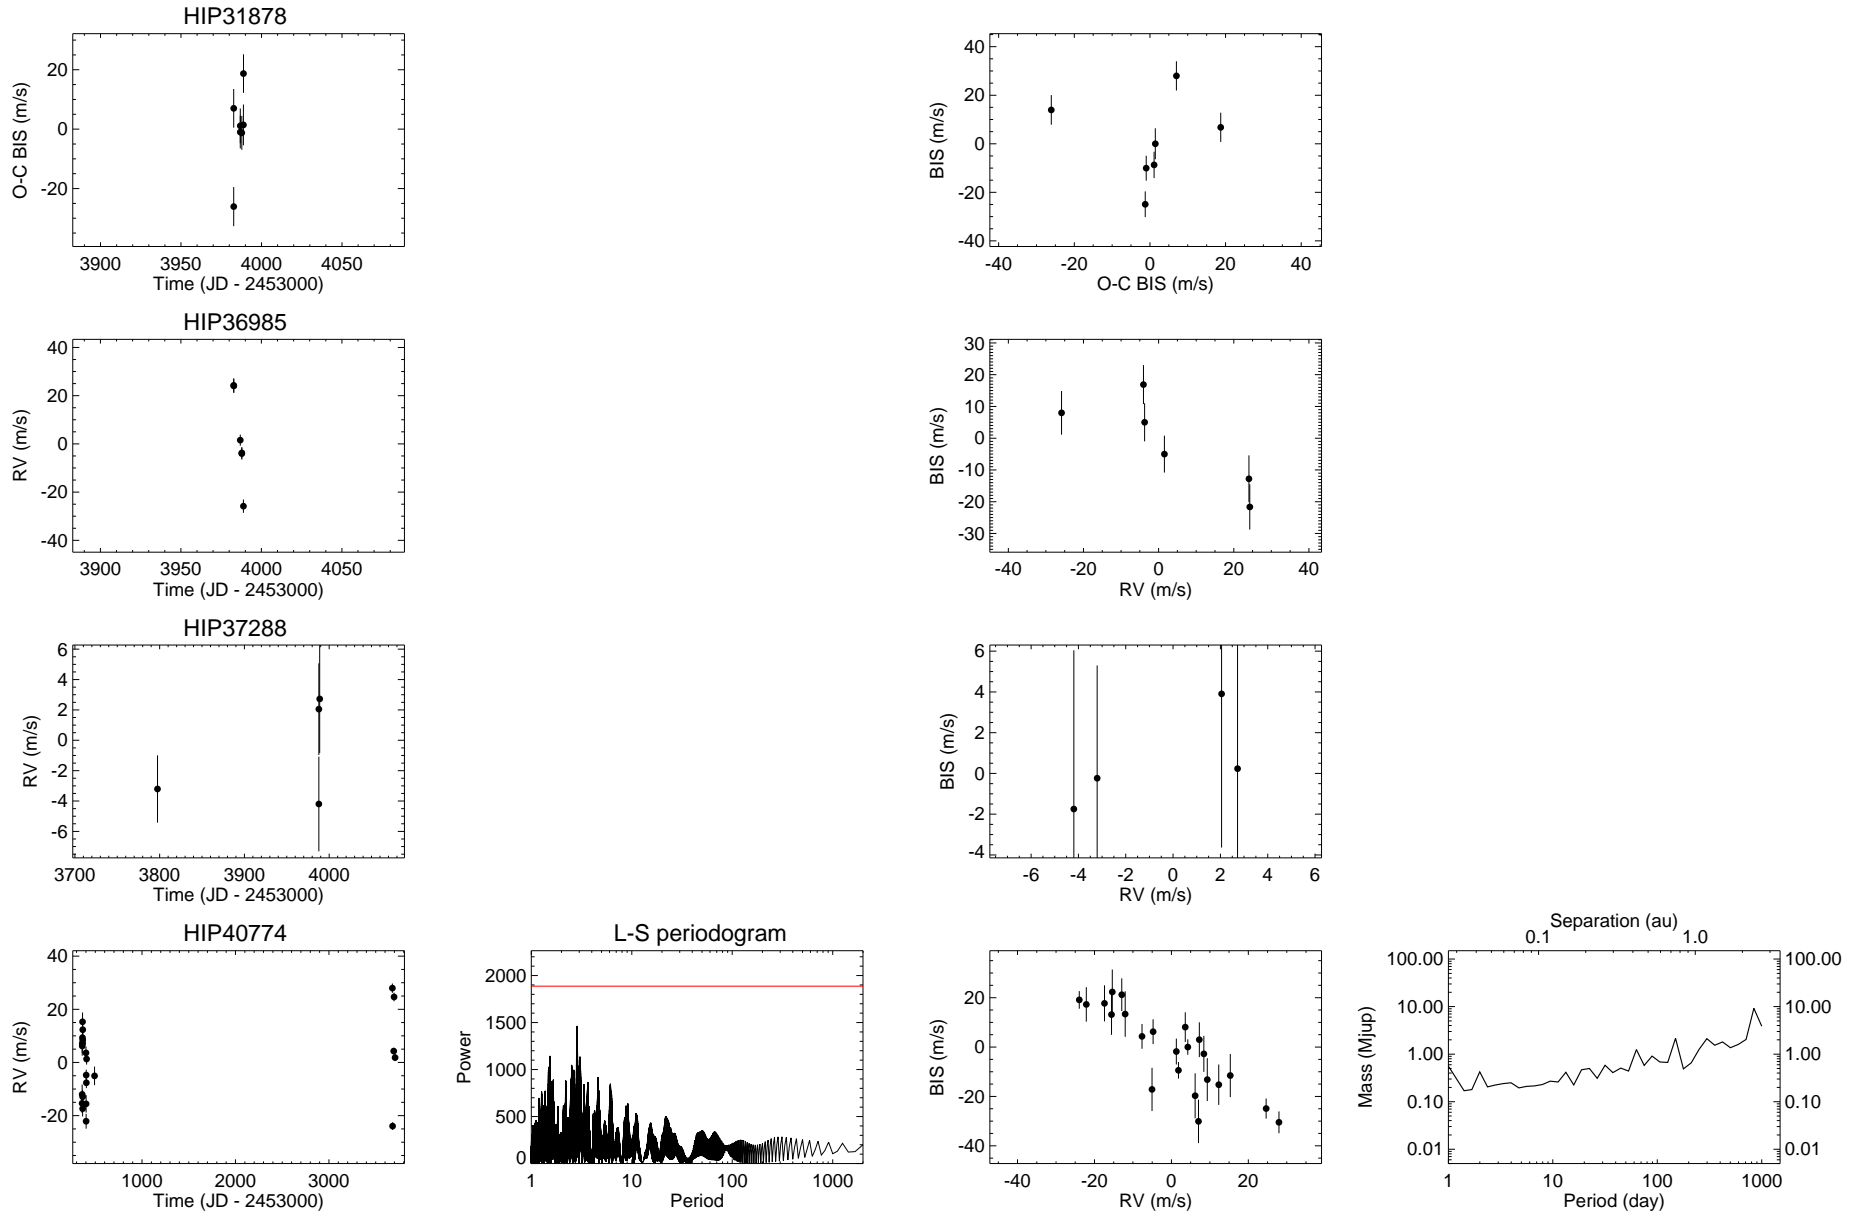 HIP31878
20
0
-20
O-C BIS (m/s)
3900 3950 4000 4050
Time (JD - 2453000)
40
20
0
-20
-40
BIS (m/s)
-40 -20 0 20 40
O-C BIS (m/s)
HIP36985
40
20
0
-20
-40
RV (m/s)
3900 3950 4000 4050
Time (JD - 2453000)
30
20
10
0
-10
-20
-30
BIS (m/s)
-40 -20 0 20 40
RV (m/s)
HIP37288
6
4
2
0
-2
-4
-6
RV (m/s)
3700 3800 3900 4000
Time (JD - 2453000)
6
4
2
0
-2
-4
BIS (m/s)
-6 -4 -2 0 2 4 6
RV (m/s)
HIP40774
40
20
0
-20
RV (m/s)
1000 2000 3000
Time (JD - 2453000)
L-S periodogram
2000
1500
1000
500
0
Power
1 10 100 1000
Period
20
0
-20
-40
BIS (m/s)
-40 -20 0 20
RV (m/s)
Separation (au)
0.1 1.0
100.00 100.00
10.00 10.00
1.00 1.00
0.10 0.10
0.01 0.01
Mass (Mjup)
1 10 100 1000
Period (day)